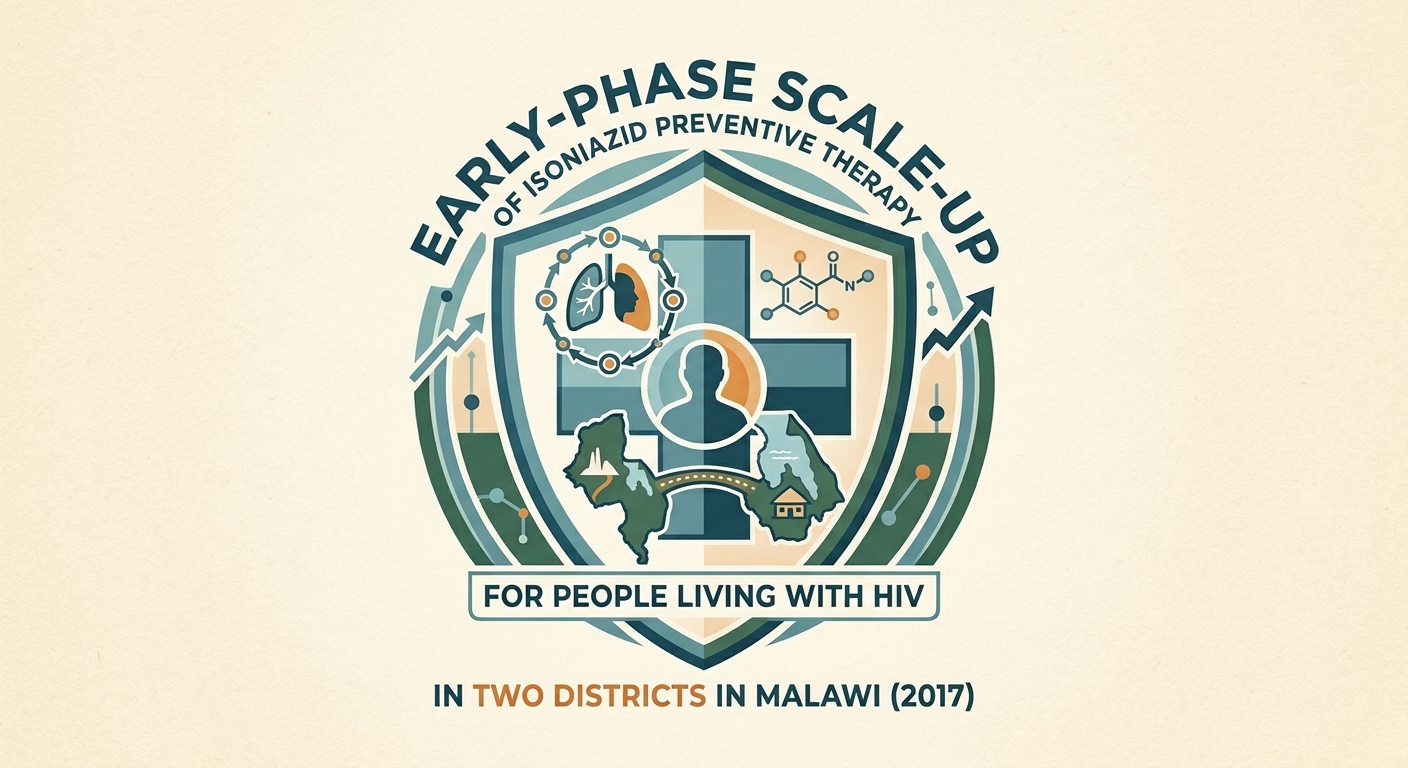 EARLY-PHASE SCALE-UP
OF ISONIAZID PREVENTIVE THERAPY
N
FOR PEOPLE LIVING WITH HIV
IN TWO DISTRICTS IN MALAWI (2017)